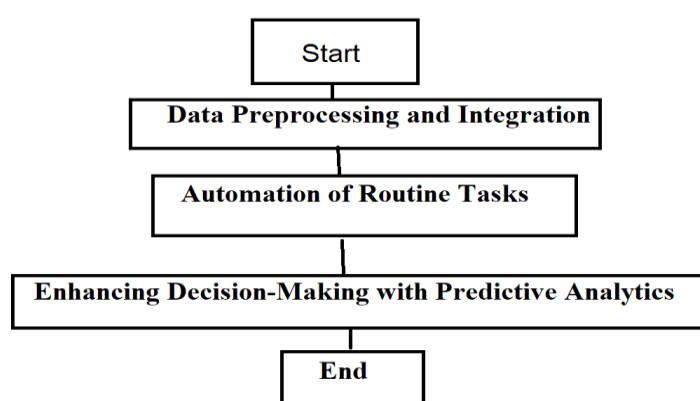 Start
Data Preprocessing and Integration
Automation of Routine Tasks
Enhancing Decision-Making with Predictive Analytics
End